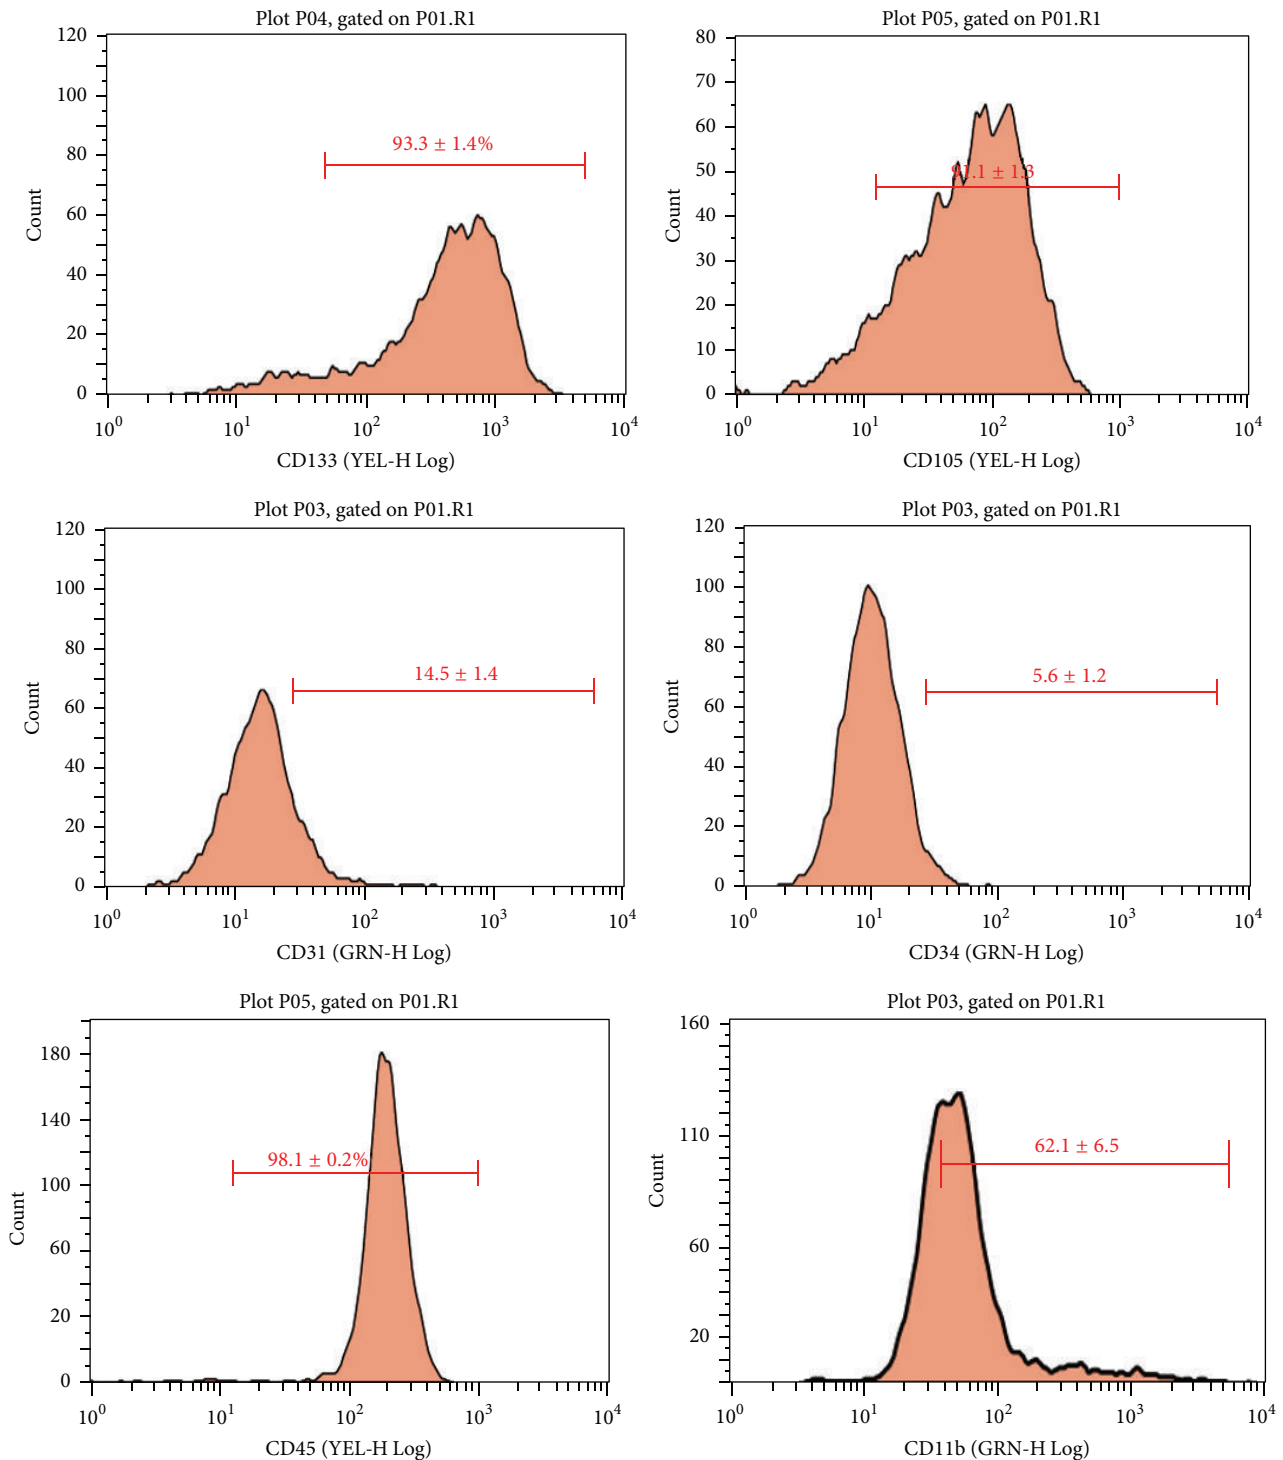 Plot P04, gated on P01.R1
120
100
80
60
40
20
0
Count
93.3 ± 1.4%
10^0 10^1 10^2 10^3 10^4
CD133 (YEL-H Log)
Plot P05, gated on P01.R1
80
70
60
50
40
30
20
10
0
Count
91.1 ± 1.3
10^0 10^1 10^2 10^3 10^4
CD105 (YEL-H Log)
Plot P03, gated on P01.R1
120
100
80
60
40
20
0
Count
14.5 ± 1.4
10^0 10^1 10^2 10^3 10^4
CD31 (GRN-H Log)
Plot P03, gated on P01.R1
120
100
80
60
40
20
0
Count
5.6 ± 1.2
10^0 10^1 10^2 10^3 10^4
CD34 (GRN-H Log)
Plot P05, gated on P01.R1
180
140
100
60
20
0
Count
98.1 ± 0.2%
10^0 10^1 10^2 10^3 10^4
CD45 (YEL-H Log)
Plot P03, gated on P01.R1
160
110
60
20
Count
62.1 ± 6.5
10^0 10^1 10^2 10^3 10^4
CD11b (GRN-H Log)